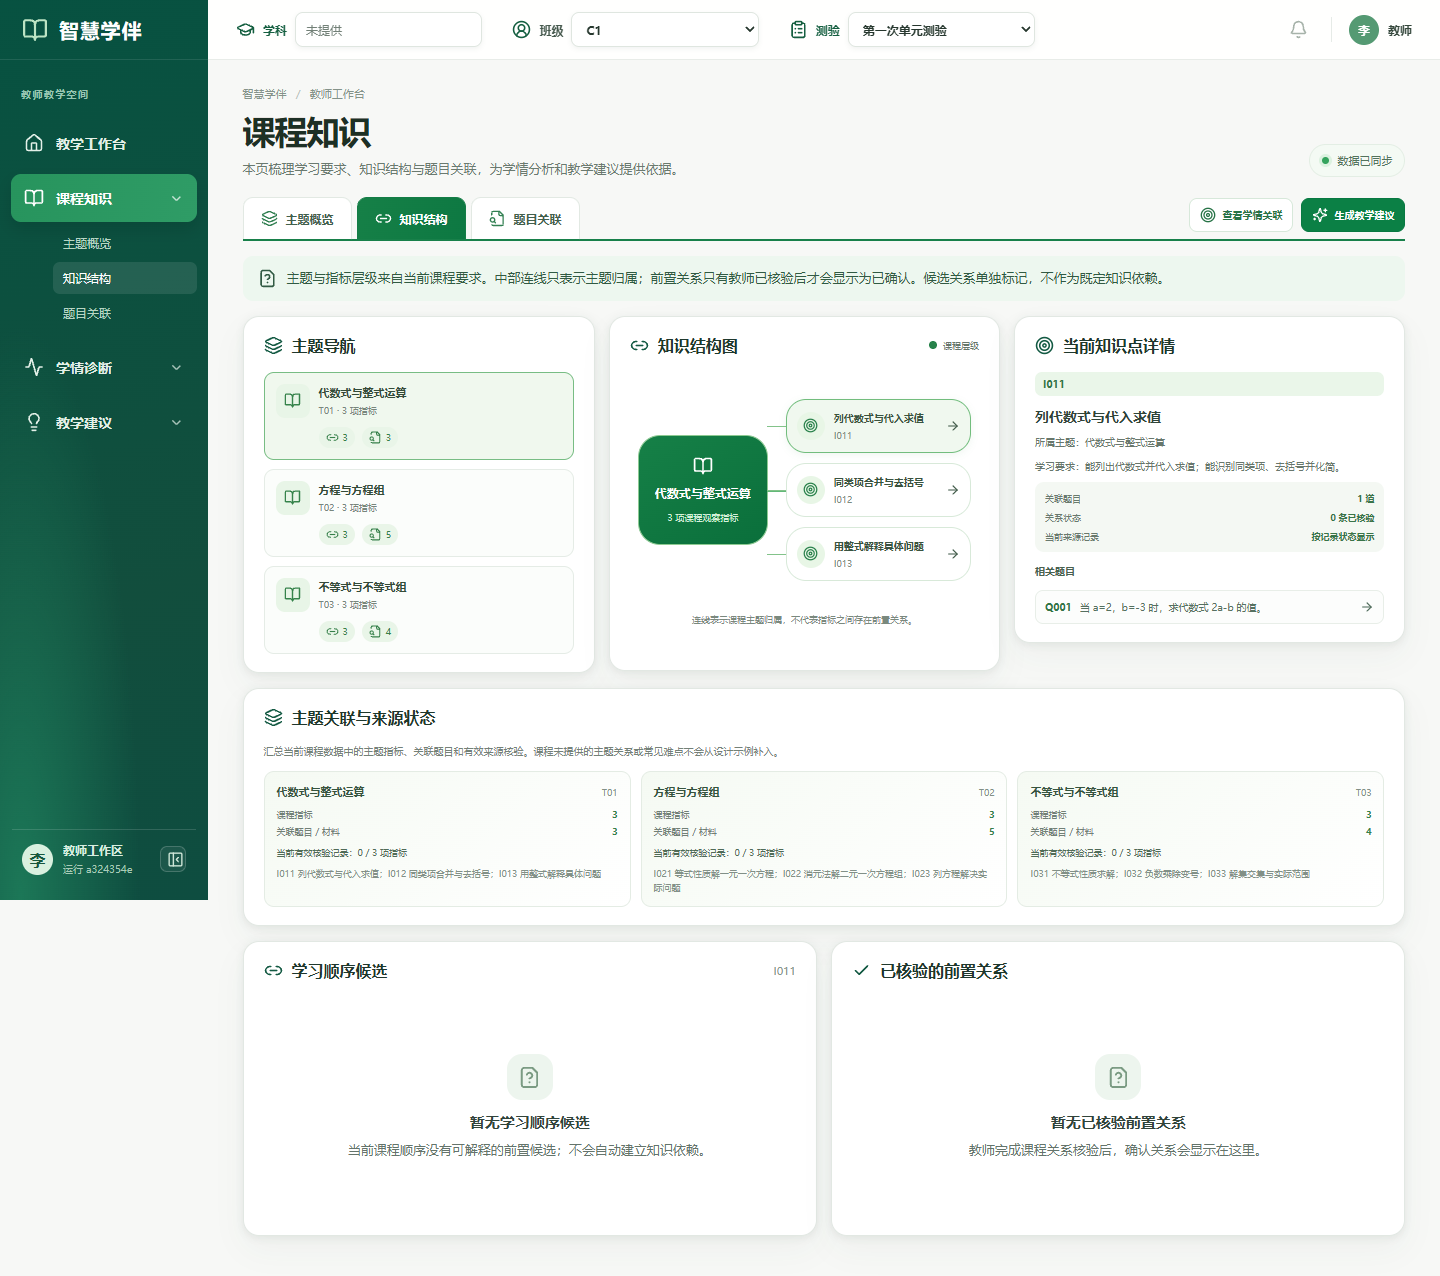 智慧学伴
学科
未提供
班级
C1
测验
第一次单元测验
李
教师
教师教学空间
教学工作台
课程知识
主题概览
知识结构
题目关联
学情诊断
教学建议
李
教师工作区
运行 a324354e
智慧学伴 / 教师工作台
课程知识
本页梳理学习要求、知识结构与题目关联，为学情分析和教学建议提供依据。
数据已同步
主题概览
知识结构
题目关联
查看学情关联
生成教学建议
主题与指标层级来自当前课程要求。中部连线只表示主题归属；前置关系只有教师已核验后才会显示为已确认。候选关系单独标记，不作为既定知识依赖。
主题导航
代数式与整式运算
T01 · 3 项指标
3
3
方程与方程组
T02 · 3 项指标
3
5
不等式与不等式组
T03 · 3 项指标
3
4
知识结构图
课程层级
代数式与整式运算
3 项课程观察指标
列代数式与代入求值
I011
同类项合并与去括号
I012
用整式解释具体问题
I013
连线表示课程主题归属，不代表指标之间存在前置关系。
当前知识点详情
I011
列代数式与代入求值
所属主题：代数式与整式运算
学习要求：能列出代数式并代入求值；能识别同类项、去括号并化简。
关联题目
1 道
关系状态
0 条已核验
当前来源记录
按记录状态显示
相关题目
Q001 当 a=2，b=-3 时，求代数式 2a-b 的值。
主题关联与来源状态
汇总当前课程数据中的主题指标、关联题目和有效来源核验。课程未提供的主题关系或常见难点不会从设计示例补入。
代数式与整式运算
T01
课程指标
3
关联题目 / 材料
3
当前有效核验记录：0 / 3 项指标
I011 列代数式与代入求值；I012 同类项合并与去括号；I013 用整式解释具体问题
方程与方程组
T02
课程指标
3
关联题目 / 材料
5
当前有效核验记录：0 / 3 项指标
I021 等式性质解一元一次方程；I022 消元法解二元一次方程组；I023 列方程解决实
际问题
不等式与不等式组
T03
课程指标
3
关联题目 / 材料
4
当前有效核验记录：0 / 3 项指标
I031 不等式性质求解；I032 负数乘除变号；I033 解集交集与实际范围
学习顺序候选
I011
暂无学习顺序候选
当前课程顺序没有可解释的前置候选；不会自动建立知识依赖。
已核验的前置关系
暂无已核验前置关系
教师完成课程关系核验后，确认关系会显示在这里。